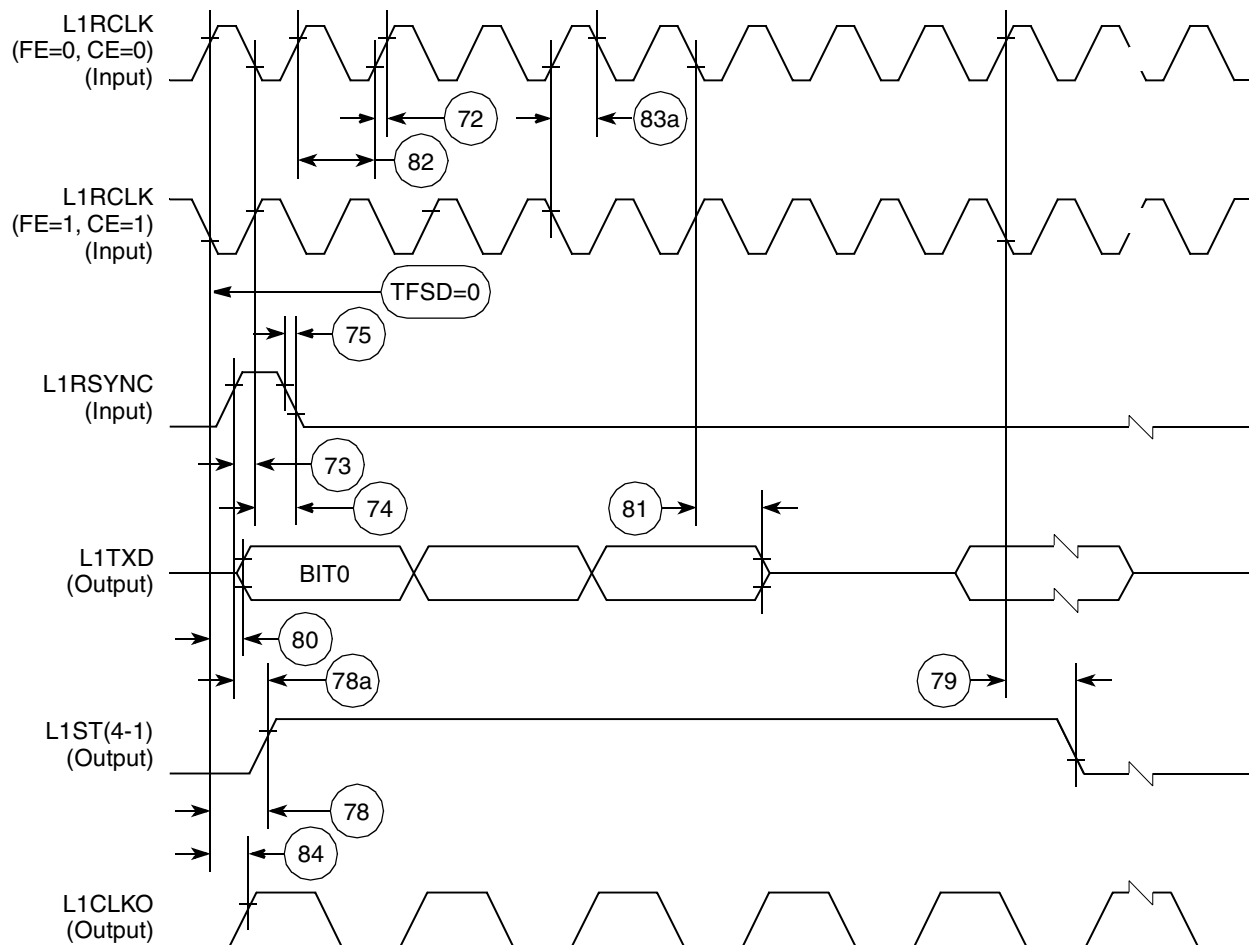 L1RCLK
(FE=0, CE=0)
(Input)
72
83a
82
L1RCLK
(FE=1, CE=1)
(Input)
TFSD=0
75
L1RSYNC
(Input)
73
74
81
L1TXD
(Output)
BIT0
80
78a
79
L1ST(4-1)
(Output)
78
84
L1CLKO
(Output)